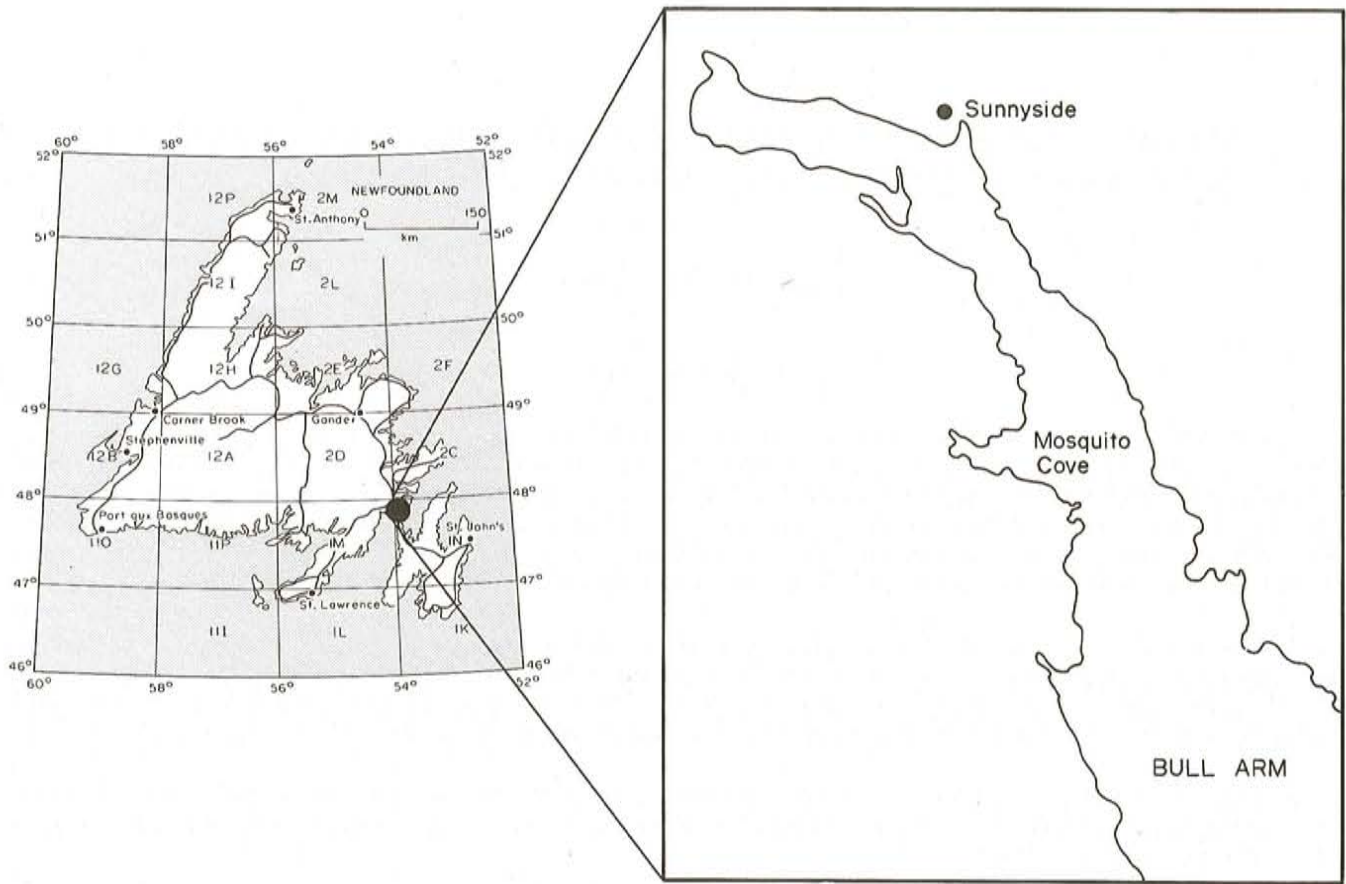 60°
58°
56°
54°
52°
52°
52°
12P
2M
NEWFOUNDLAND
St. Anthony
0
150
km
51°
51°
12I
2L
50°
50°
12G
12H
2E
2F
49°
49°
Corner Brook
Gander
Stephenville
12B
12A
2D
2C
48°
48°
Port aux Basques
St. John's
11O
11P
1M
1N
47°
47°
St. Lawrence
11I
1L
1K
46°
46°
60°
58°
56°
54°
52°
Sunnyside
Mosquito
Cove
BULL ARM